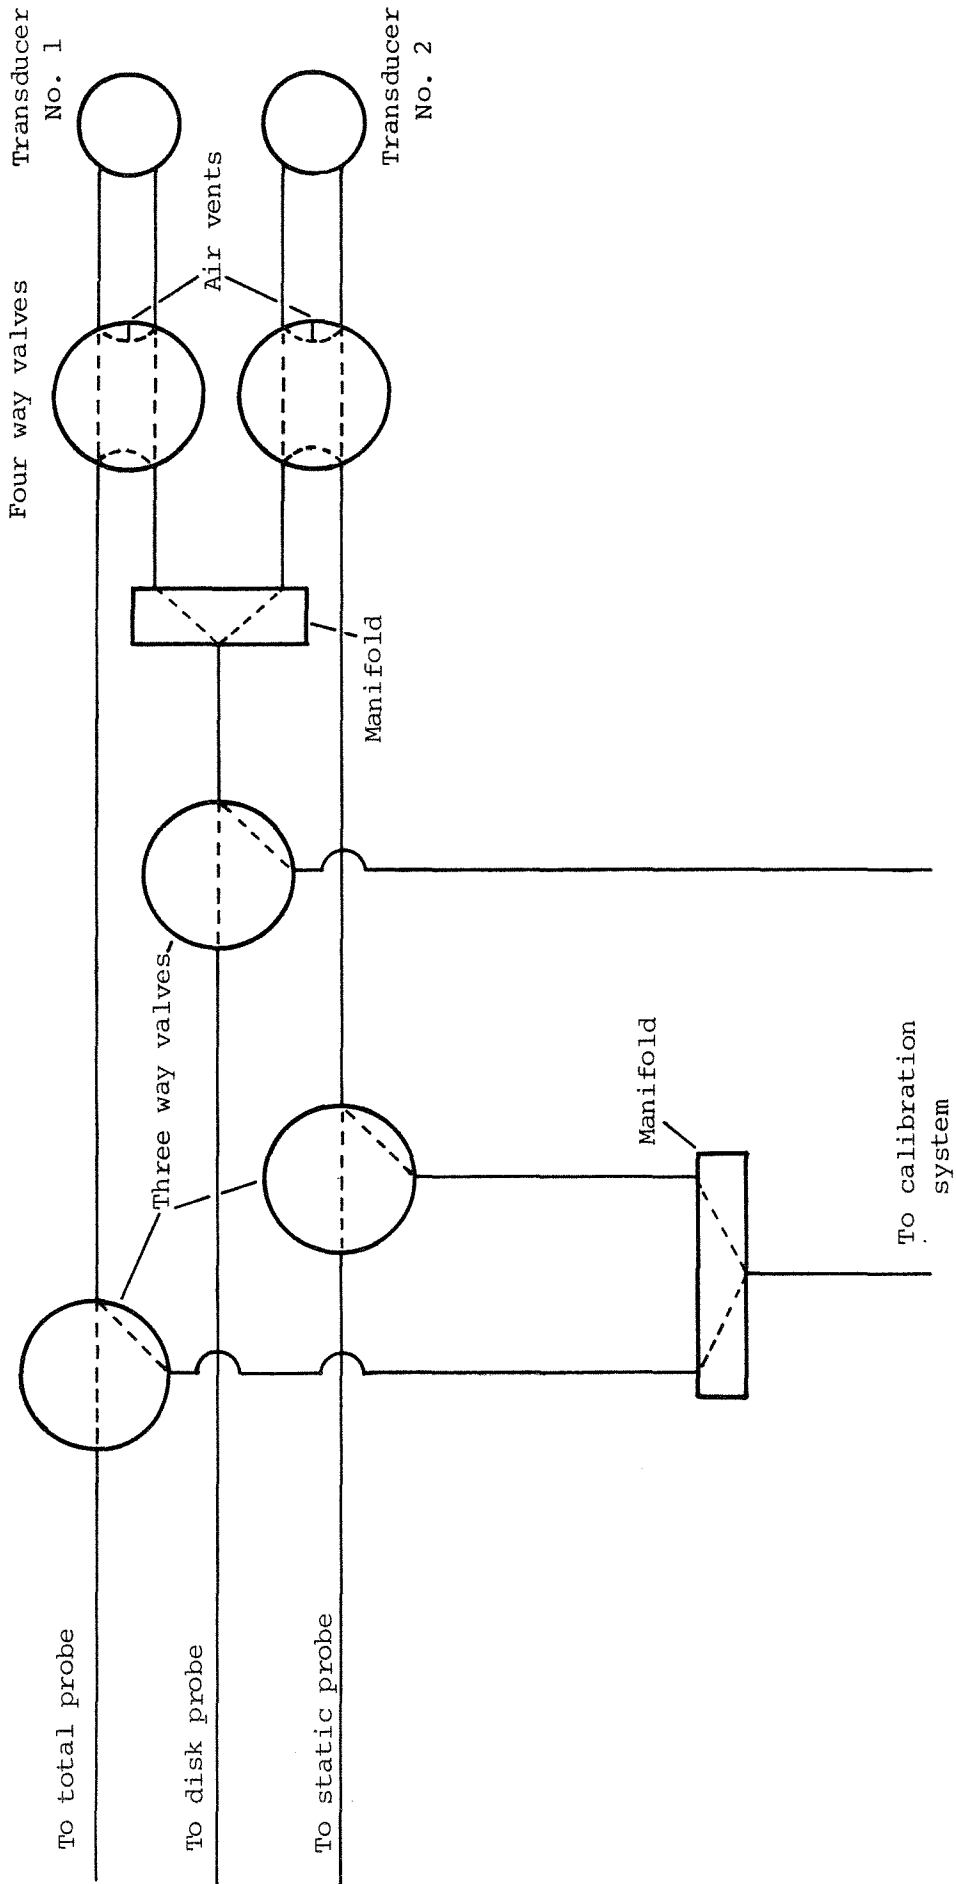 Transducer
No. 1
Transducer
No. 2
Four way valves
Air vents
Manifold
Three way valves
Manifold
To calibration
system
To total probe
To disk probe
To static probe